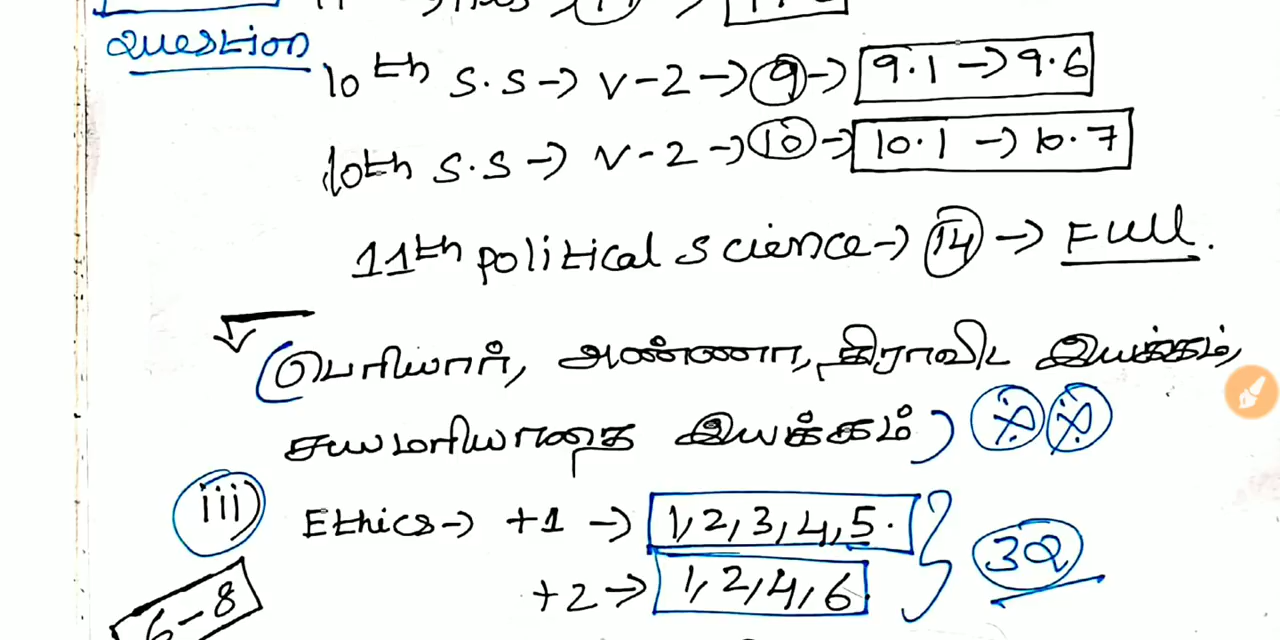 Question
10th S.S → V-2 → 9 → 9.1 → 9.6
10th S.S → V-2 → 10 → 10.1 → 10.7
11th political Science → 14 → Full.
(பெரியார், அண்ணா, திராவிட இயக்கம்,
சுயமரியாதை இயக்கம்)
iii) Ethics → +1 → 1, 2, 3, 4, 5.
+2 → 1, 2, 4, 6
3Q
6-8